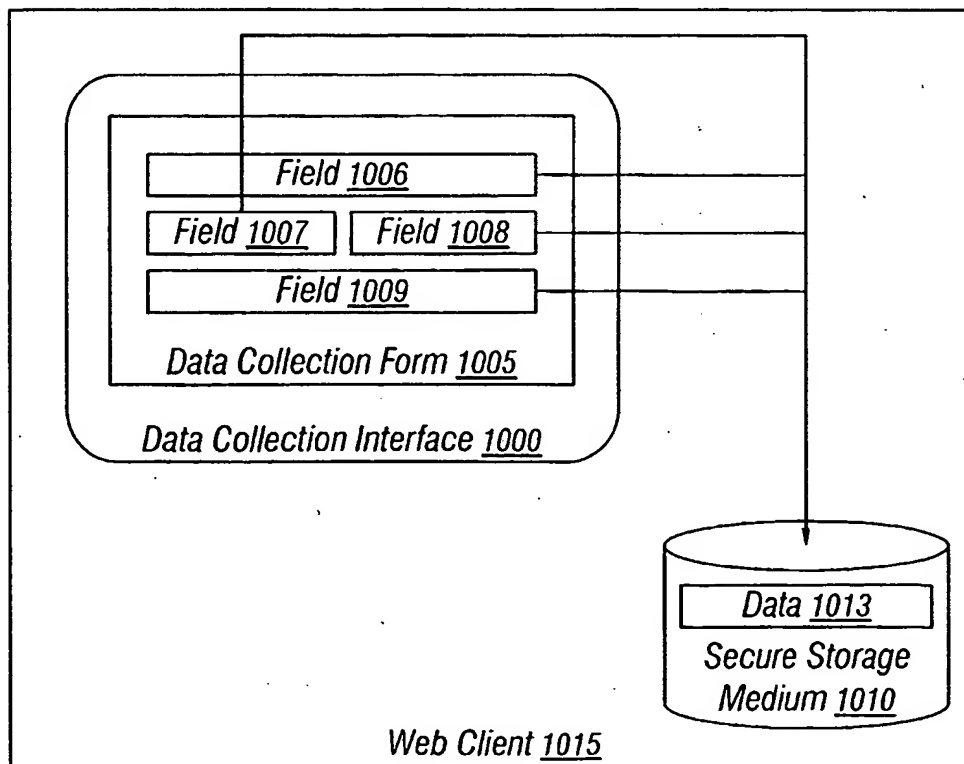 Field 1006
Field 1007
Field 1008
Field 1009
Data Collection Form 1005
Data Collection Interface 1000
Data 1013
Secure Storage
Medium 1010
Web Client 1015